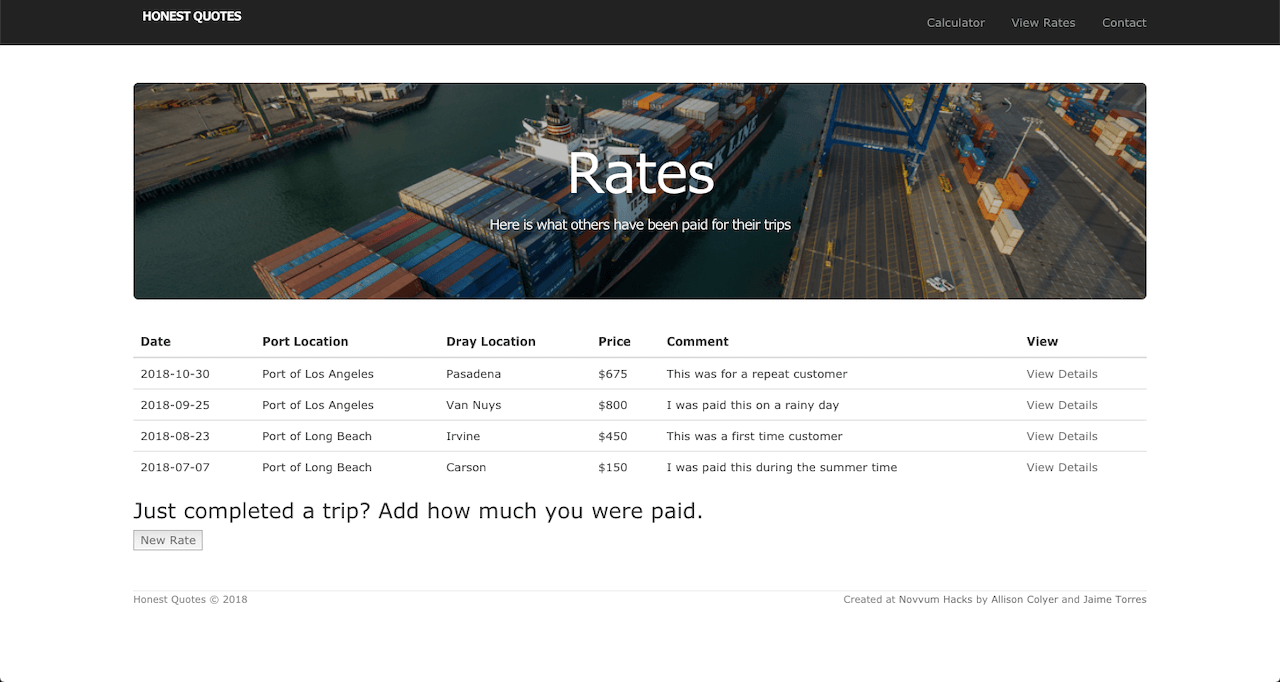 HONEST QUOTES
Calculator View Rates Contact
Rates
Here is what others have been paid for their trips
Date Port Location Dray Location Price Comment View
2018-10-30 Port of Los Angeles Pasadena $675 This was for a repeat customer View Details
2018-09-25 Port of Los Angeles Van Nuys $800 I was paid this on a rainy day View Details
2018-08-23 Port of Long Beach Irvine $450 This was a first time customer View Details
2018-07-07 Port of Long Beach Carson $150 I was paid this during the summer time View Details
Just completed a trip? Add how much you were paid.
New Rate
Honest Quotes © 2018 Created at Novvum Hacks by Allison Colyer and Jaime Torres